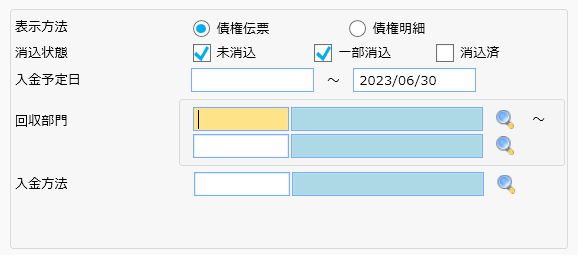 表示方法 債権伝票 債権明細
消込状態 未消込 一部消込 消込済
入金予定日 ～ 2023/06/30
回収部門 ～
入金方法